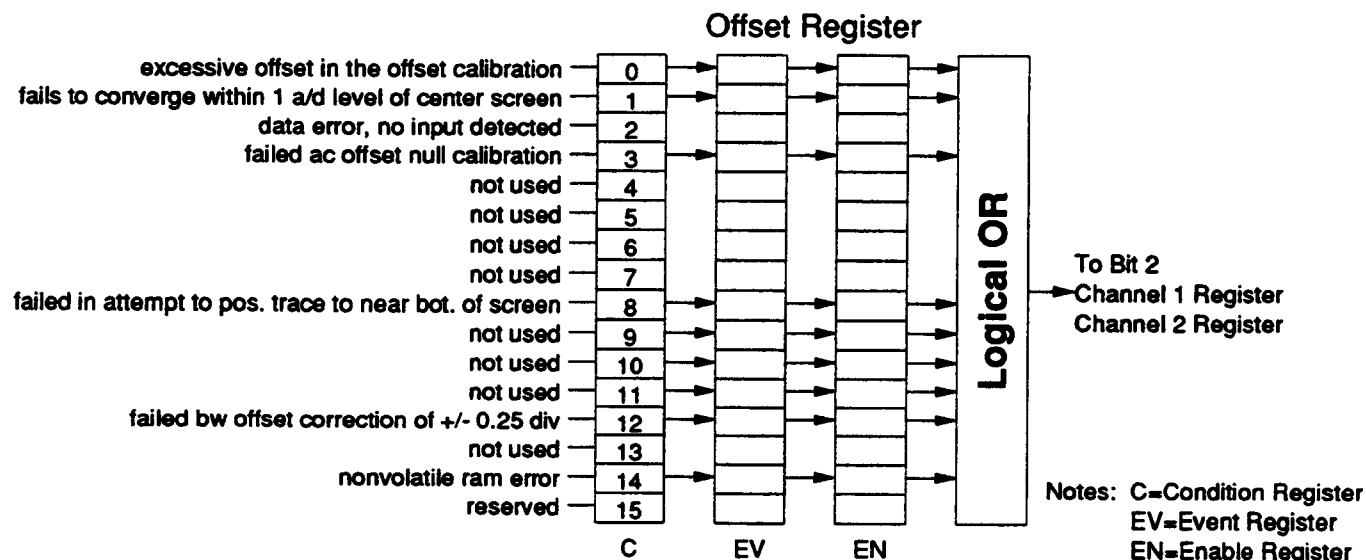 Offset Register
excessive offset in the offset calibration 0
fails to converge within 1 a/d level of center screen 1
data error, no input detected 2
failed ac offset null calibration 3
not used 4
not used 5
not used 6
not used 7
failed in attempt to pos. trace to near bot. of screen 8
not used 9
not used 10
not used 11
failed bw offset correction of +/- 0.25 div 12
not used 13
nonvolatile ram error 14
reserved 15
C EV EN
Logical OR
To Bit 2
Channel 1 Register
Channel 2 Register
Notes: C=Condition Register
EV=Event Register
EN=Enable Register